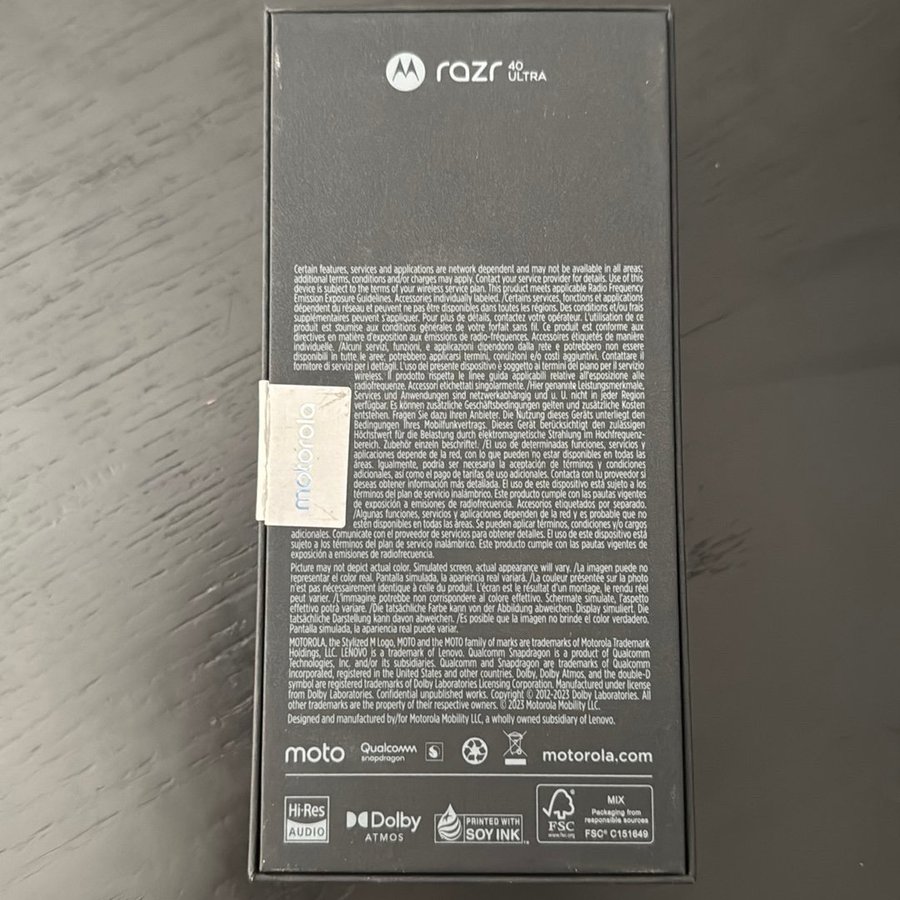 razr 40 ULTRA
Certain features, services and applications are network dependent and may not be available in all areas;
additional terms, conditions and/or charges may apply. Contact your service provider for details. Use of this
device is subject to the terms of your wireless service plan. This product meets applicable Radio Frequency
Emission Exposure Guidelines. Accessories individually labeled. /Certains services, fonctions et applications
dépendent du réseau et peuvent ne pas être disponibles dans toutes les régions. Des conditions et/ou frais
supplémentaires peuvent s'appliquer. Pour plus de détails, contactez votre opérateur. L'utilisation de ce
produit est soumise aux conditions générales de votre forfait sans fil. Ce produit est conforme aux
directives en matière d'exposition aux émissions de radio-fréquences. Accessoires étiquetés de manière
individuelle. /Alcuni servizi, funzioni, e applicazioni dipendono dalla rete e potrebbero non essere
disponibili in tutte le aree; potrebbero applicarsi termini, condizioni e/o costi aggiuntivi. Contattare il
fornitore di servizi per i dettagli. L'uso del presente dispositivo è soggetto ai termini del piano per il servizio
wireless. Il prodotto rispetta le linee guida applicabili relative all'esposizione alle
radiofrequenze. Accessori etichettati singolarmente. /Hier genannte Leistungsmerkmale,
Services und Anwendungen sind netzwerkabhängig und u. U. nicht in jeder Region
verfügbar. Es können zusätzliche Geschäftsbedingungen gelten und zusätzliche Kosten
entstehen. Fragen Sie dazu Ihren Anbieter. Die Nutzung dieses Geräts unterliegt den
Bedingungen Ihres Mobilfunkvertrags. Dieses Gerät berücksichtigt den zulässigen
Höchstwert für die Belastung durch elektromagnetische Strahlung im Hochfrequenz-
bereich. Zubehör einzeln beschriftet. /El uso de determinadas funciones, servicios y
aplicaciones depende de la red, con lo que pueden no estar disponibles en todas las
áreas. Igualmente, podría ser necesaria la aceptación de términos y condiciones
adicionales, así como el pago de tarifas de uso adicionales. Contacta con tu proveedor si
deseas obtener información más detallada. El uso de este dispositivo está sujeto a los
términos del plan de servicio inalámbrico. Este producto cumple con las pautas vigentes
de exposición a emisiones de radiofrecuencia. Accesorios etiquetados por separado.
/Algunas funciones, servicios y aplicaciones dependen de la red y es probable que no
estén disponibles en todas las áreas. Se pueden aplicar términos, condiciones y/o cargos
adicionales. Comunícate con el proveedor de servicios para obtener detalles. El uso de este dispositivo está
sujeto a los términos del plan de servicio inalámbrico. Este producto cumple con las pautas vigentes de
exposición a emisiones de radiofrecuencia.
motorola
Picture may not depict actual color. Simulated screen, actual appearance will vary. /La imagen puede no
representar el color real. Pantalla simulada, la apariencia real variará. /La couleur présentée sur la photo
n'est pas nécessairement identique à celle du produit. L'écran est le résultat d'un montage, le rendu réel
peut varier. /L'immagine potrebbe non corrispondere al colore effettivo. Schermate simulate, l'aspetto
effettivo potrà variare. /Die tatsächliche Farbe kann von der Abbildung abweichen. Display simuliert. Die
tatsächliche Darstellung kann davon abweichen. /Es posible que la imagen no brinde el color verdadero.
Pantalla simulada, la apariencia real puede variar.
MOTOROLA, the Stylized M Logo, MOTO and the MOTO family of marks are trademarks of Motorola Trademark
Holdings, LLC. LENOVO is a trademark of Lenovo. Qualcomm Snapdragon is a product of Qualcomm
Technologies, Inc. and/or its subsidiaries. Qualcomm and Snapdragon are trademarks of Qualcomm
Incorporated, registered in the United States and other countries. Dolby, Dolby Atmos, and the double-D
symbol are registered trademarks of Dolby Laboratories Licensing Corporation. Manufactured under license
from Dolby Laboratories. Confidential unpublished works. Copyright © 2012-2023 Dolby Laboratories. All
other trademarks are the property of their respective owners. © 2023 Motorola Mobility LLC.
Designed and manufactured by/for Motorola Mobility LLC, a wholly owned subsidiary of Lenovo.
moto Qualcomm snapdragon motorola.com
Hi-Res AUDIO
Dolby ATMOS
PRINTED WITH SOY INK™
FSC www.fsc.org
MIX
Packaging from
responsible sources
FSC® C151649